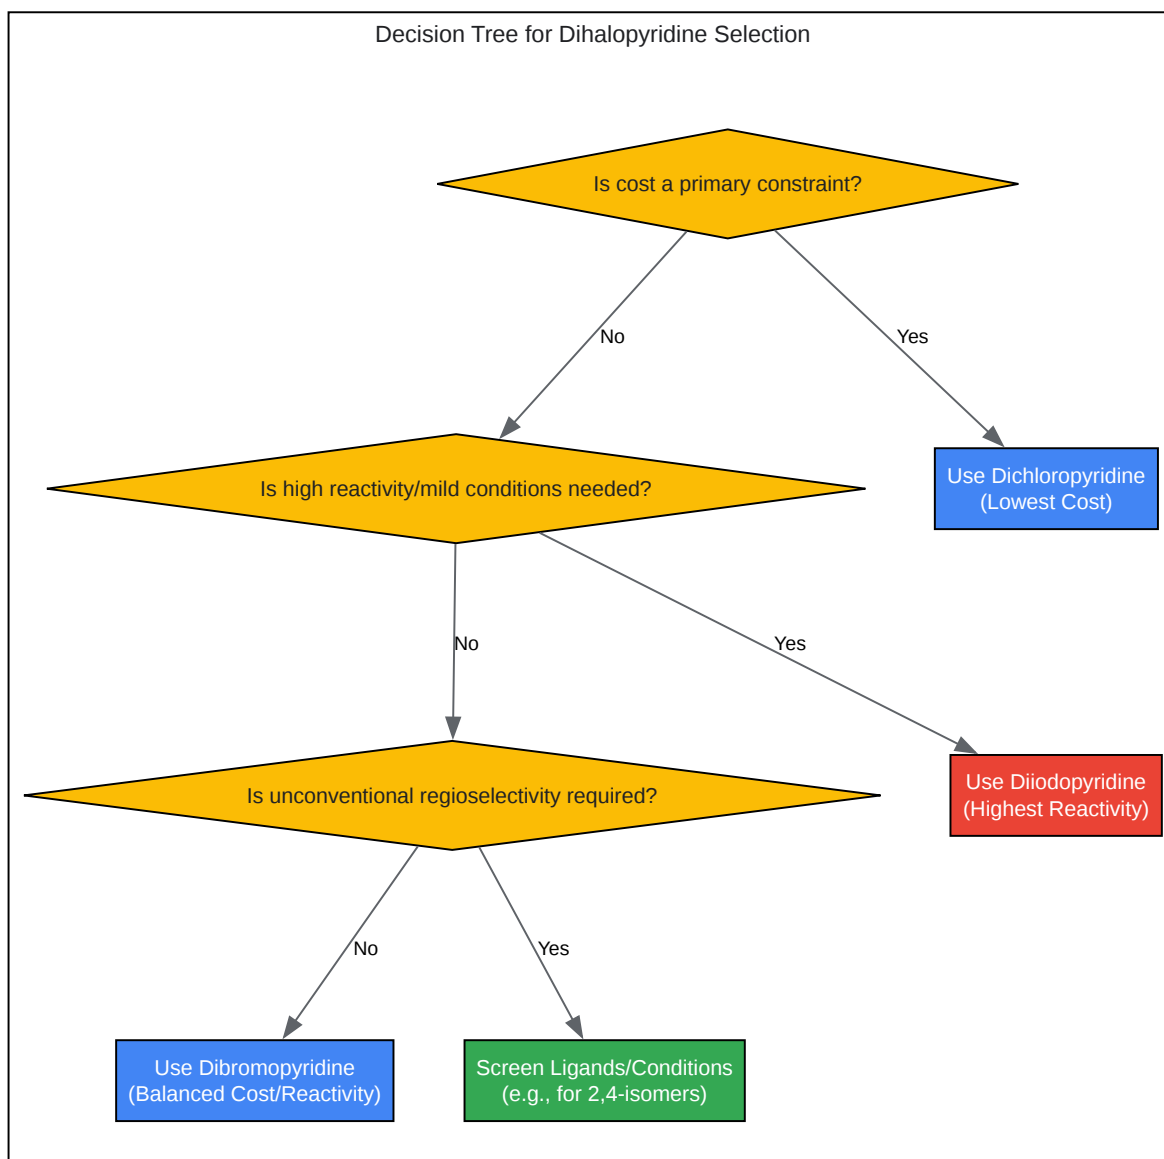 Decision Tree for Dihalopyridine Selection
Is cost a primary constraint?
No
Yes
Is high reactivity/mild conditions needed?
Use Dichloropyridine
(Lowest Cost)
No
Yes
Is unconventional regioselectivity required?
Use Diiodopyridine
(Highest Reactivity)
No
Yes
Use Dibromopyridine
(Balanced Cost/Reactivity)
Screen Ligands/Conditions
(e.g., for 2,4-isomers)